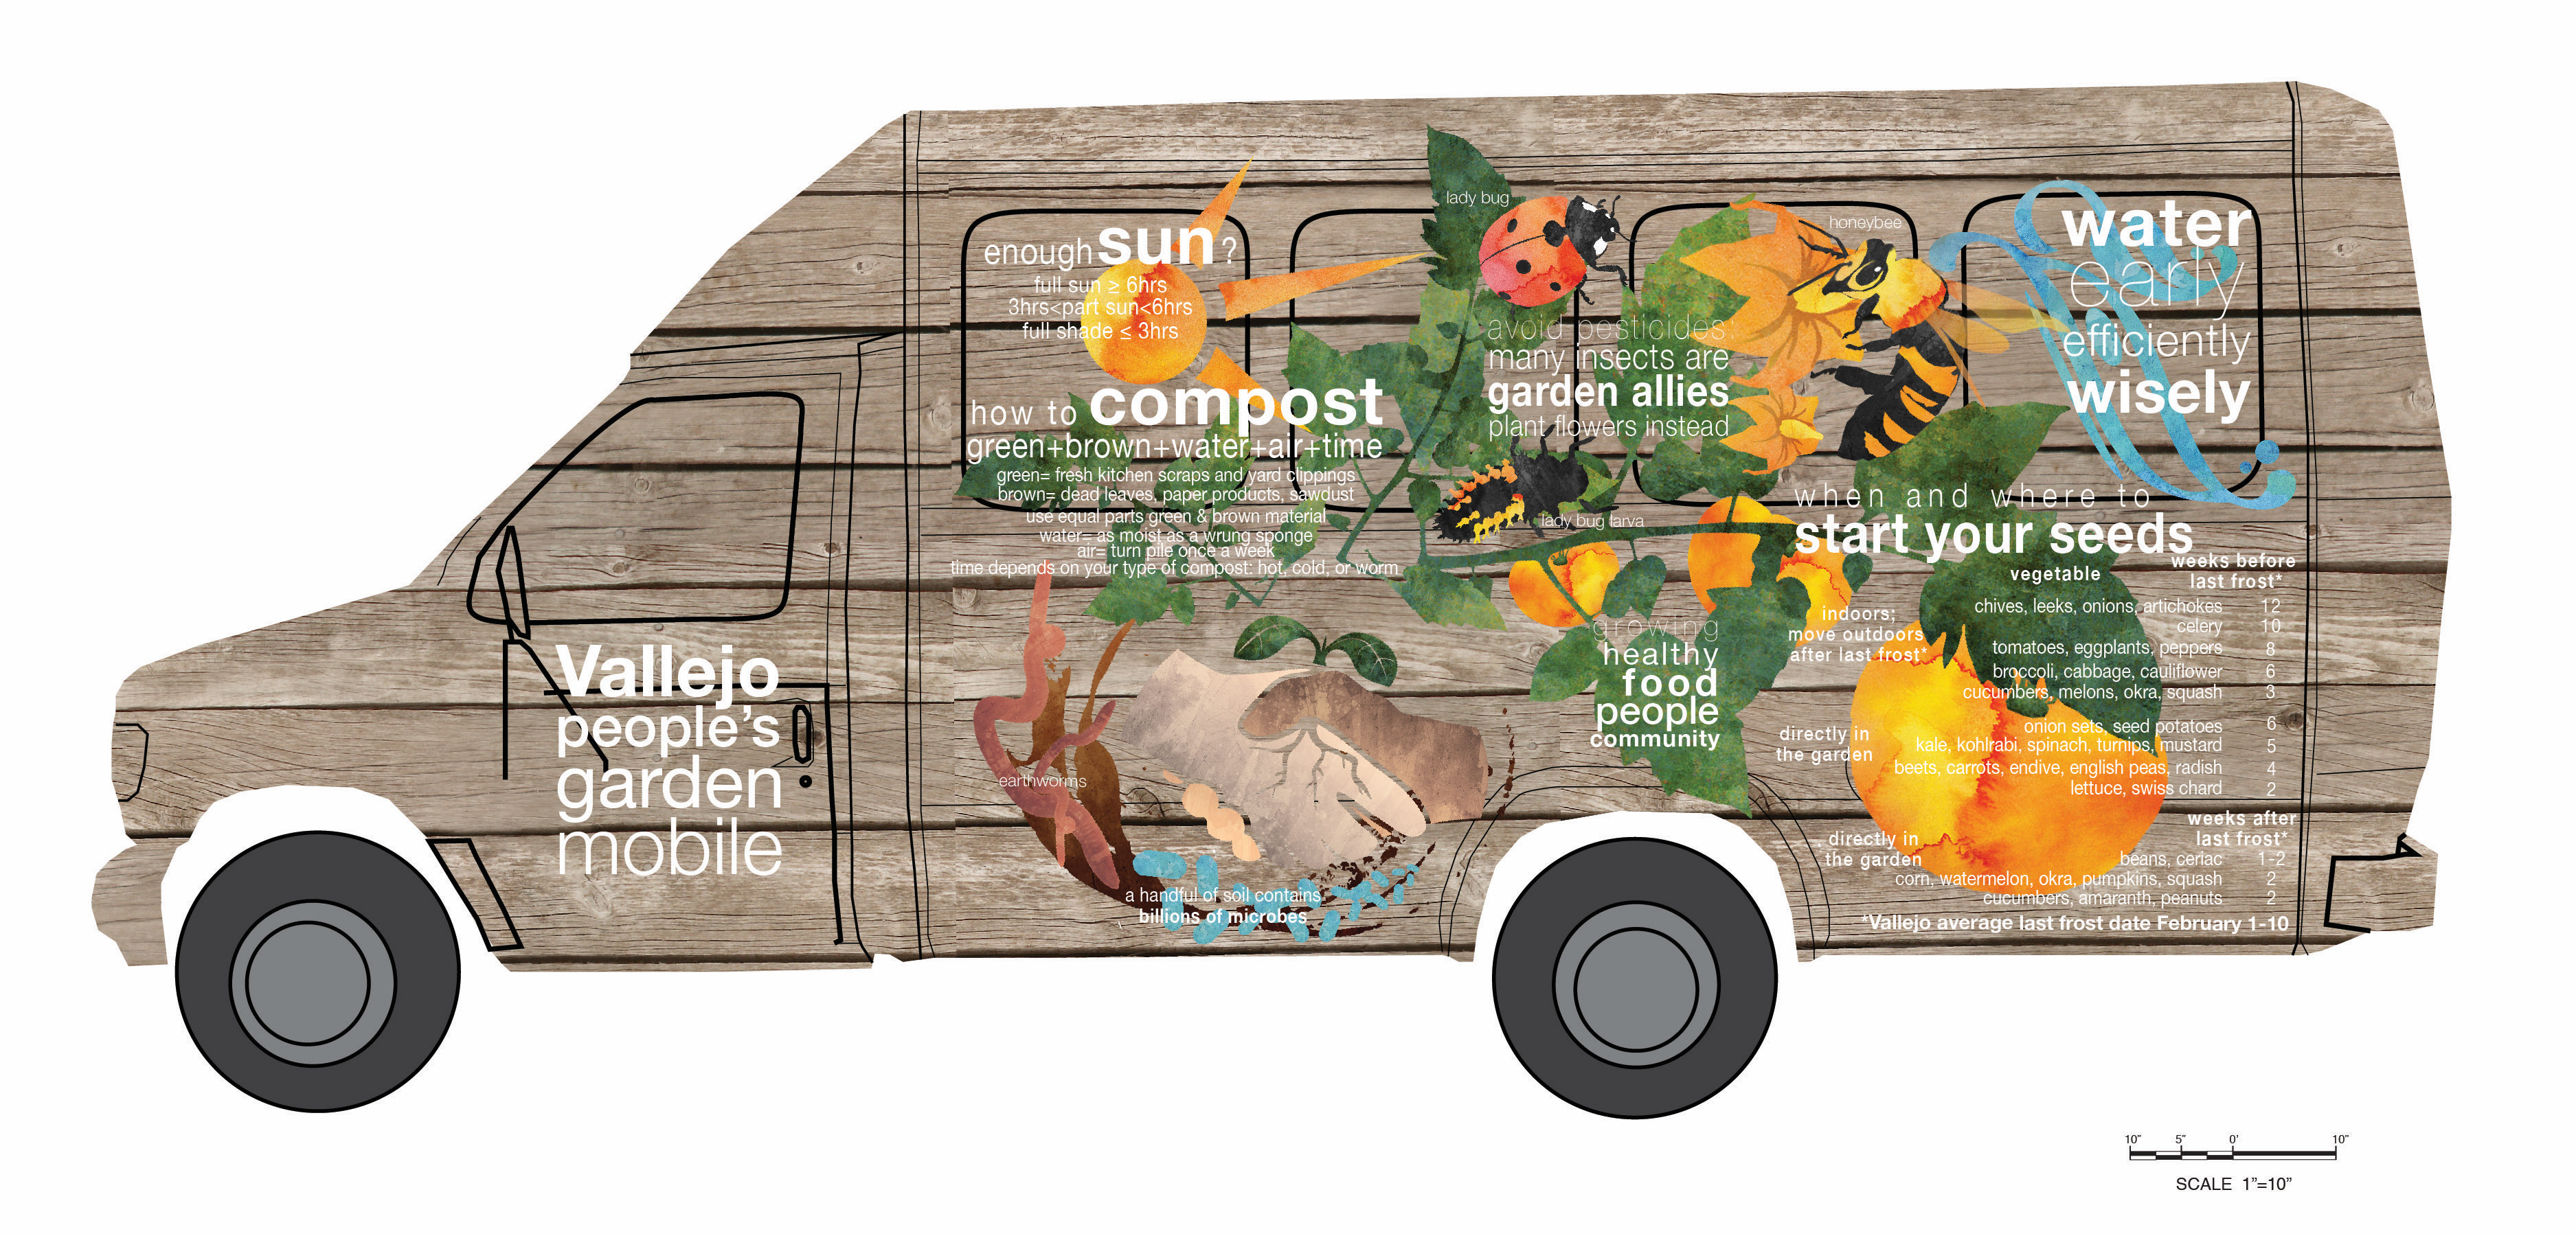 enough sun?
full sun ≥ 6hrs
3hrs<part sun<6hrs
full shade ≤ 3hrs
how to compost
green+brown+water+air+time
green= fresh kitchen scraps and yard clippings
brown= dead leaves, paper products, sawdust
use equal parts green & brown material
water= as moist as a wrung sponge
air= turn pile once a week
time depends on your type of compost: hot, cold, or worm
lady bug
honeybee
avoid pesticides:
many insects are
garden allies
plant flowers instead
lady bug larva
water
early
efficiently
wisely
Vallejo
people's
garden
mobile
earthworms
a handful of soil contains
billions of microbes
growing
healthy
food
people
community
when and where to
start your seeds
vegetable
weeks before
last frost*
indoors;
move outdoors
after last frost*
chives, leeks, onions, artichokes 12
celery 10
tomatoes, eggplants, peppers 8
broccoli, cabbage, cauliflower 6
cucumbers, melons, okra, squash 3
directly in
the garden
onion sets, seed potatoes 6
kale, kohlrabi, spinach, turnips, mustard 5
beets, carrots, endive, english peas, radish 4
lettuce, swiss chard 2
weeks after
last frost*
directly in
the garden
beans, cerlac 1-2
corn, watermelon, okra, pumpkins, squash 2
cucumbers, amaranth, peanuts 2
*Vallejo average last frost date February 1-10
10" 5" 0' 10"
SCALE 1"=10"